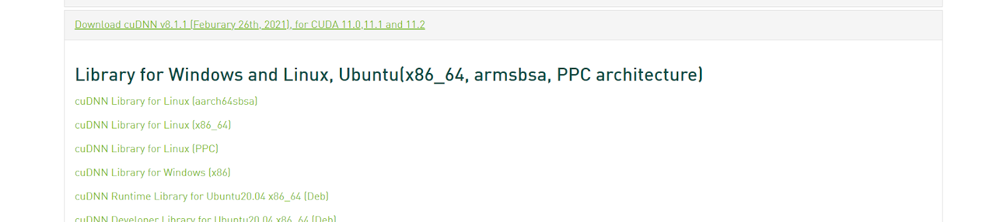 Download cuDNN v8.1.1 (Feburary 26th, 2021), for CUDA 11.0,11.1 and 11.2
Library for Windows and Linux, Ubuntu(x86_64, armsbsa, PPC architecture)
cuDNN Library for Linux (aarch64sbsa)
cuDNN Library for Linux (x86_64)
cuDNN Library for Linux (PPC)
cuDNN Library for Windows (x86)
cuDNN Runtime Library for Ubuntu20.04 x86_64 (Deb)
cuDNN Developer Library for Ubuntu20.04 x86_64 (Deb)